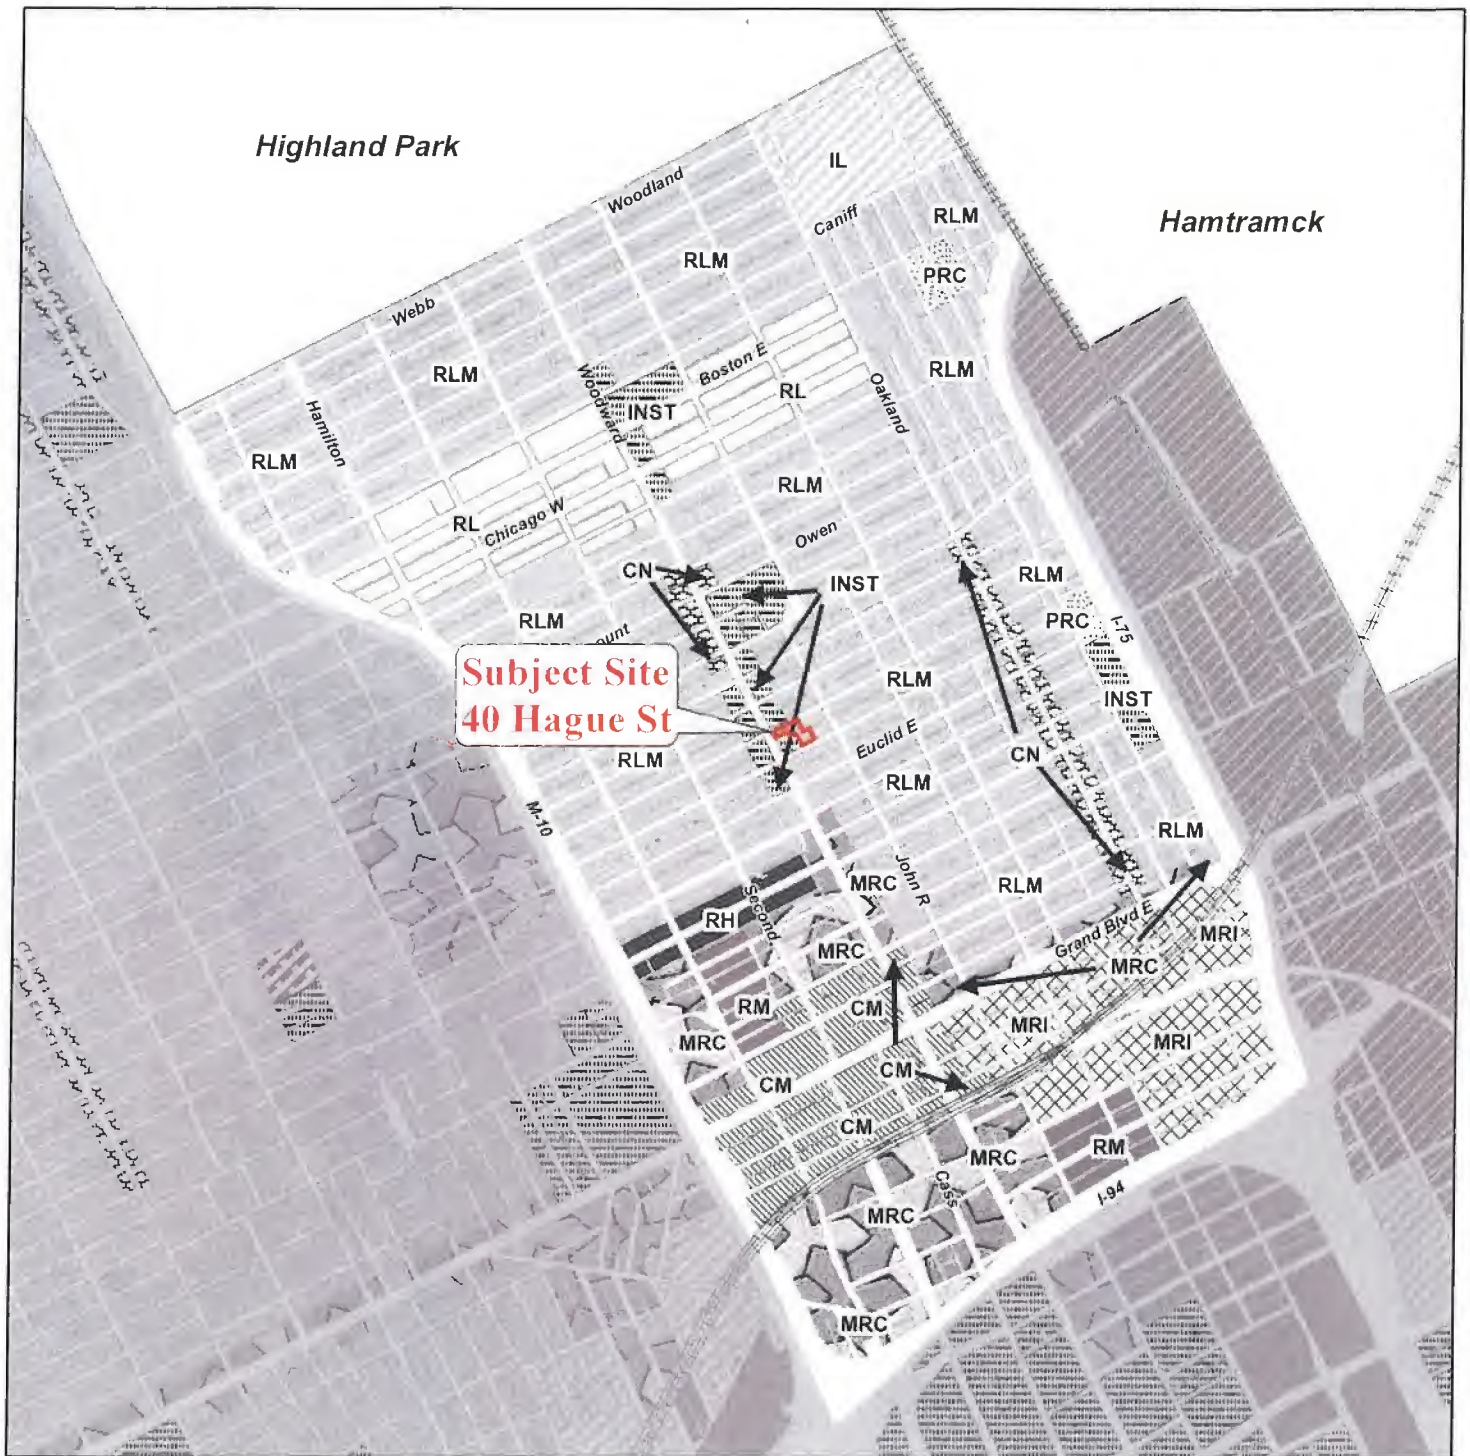 Highland Park
Hamtramck
IL
Woodland
Caniff
RLM
RLM
PRC
Webb
Boston E
RLM
RLM
RL
Oakland
Woodward
INST
Hamilton
RLM
RLM
RL
Chicago W
Owen
CN
INST
RLM
RLM
PRC
I-75
ount
Subject Site
40 Hague St
RLM
INST
Euclid E
RLM
CN
RLM
M-10
RLM
John R
MRC
RLM
Second
RH
Grand Blvd E
MRI
MRC
MRC
RM
CM
MRI
MRI
MRC
CM
CM
CM
RM
MRC
Cass
I-94
MRC
MRC